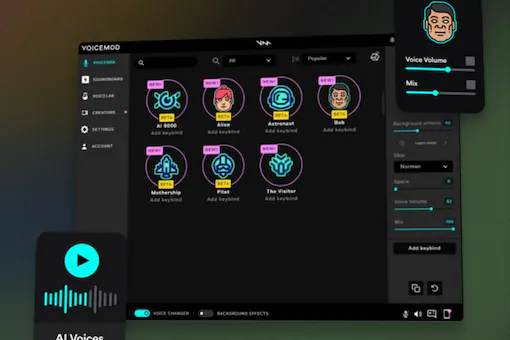 VOICEMOD
VOICEBOX
SOUNDBOARD
VOICELAB
CREATORS
SETTINGS
ACCOUNT
All
Popular
NEW!
BETA
AI 8000
Add keybind
NEW!
BETA
Alice
Add keybind
NEW!
BETA
Astronaut
Add keybind
NEW!
BETA
Bob
Add keybind
NEW!
BETA
Mothership
Add keybind
NEW!
BETA
Pilot
Add keybind
NEW!
The Visitor
Add keybind
Voice Volume
Mix
Background effects
Skin
Norman
Space
0
Voice Volume
Mix
100
Add keybind
VOICE CHANGER
BACKGROUND EFFECTS
AI Voices